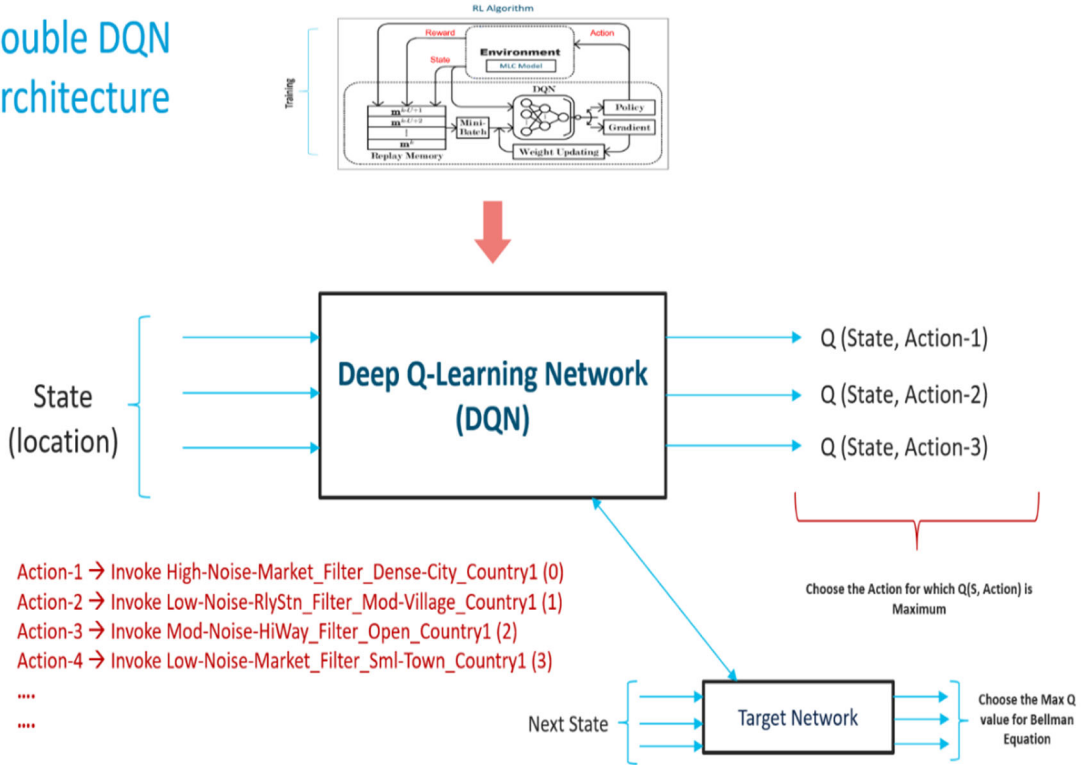 ouble DQN
rchitecture
RL Algorithm
Training
Reward
State
Action
Environment
MLC Model
DQN
Policy
Gradient
Mini-
Batch
Weight Updating
Replay Memory
Deep Q-Learning Network
(DQN)
State
(location)
Q (State, Action-1)
Q (State, Action-2)
Q (State, Action-3)
Choose the Action for which Q(S, Action) is
Maximum
Action-1 → Invoke High-Noise-Market_Filter_Dense-City_Country1 (0)
Action-2 → Invoke Low-Noise-RlyStn_Filter_Mod-Village_Country1 (1)
Action-3 → Invoke Mod-Noise-HiWay_Filter_Open_Country1 (2)
Action-4 → Invoke Low-Noise-Market_Filter_Sml-Town_Country1 (3)
....
....
Next State
Target Network
Choose the Max Q
value for Bellman
Equation